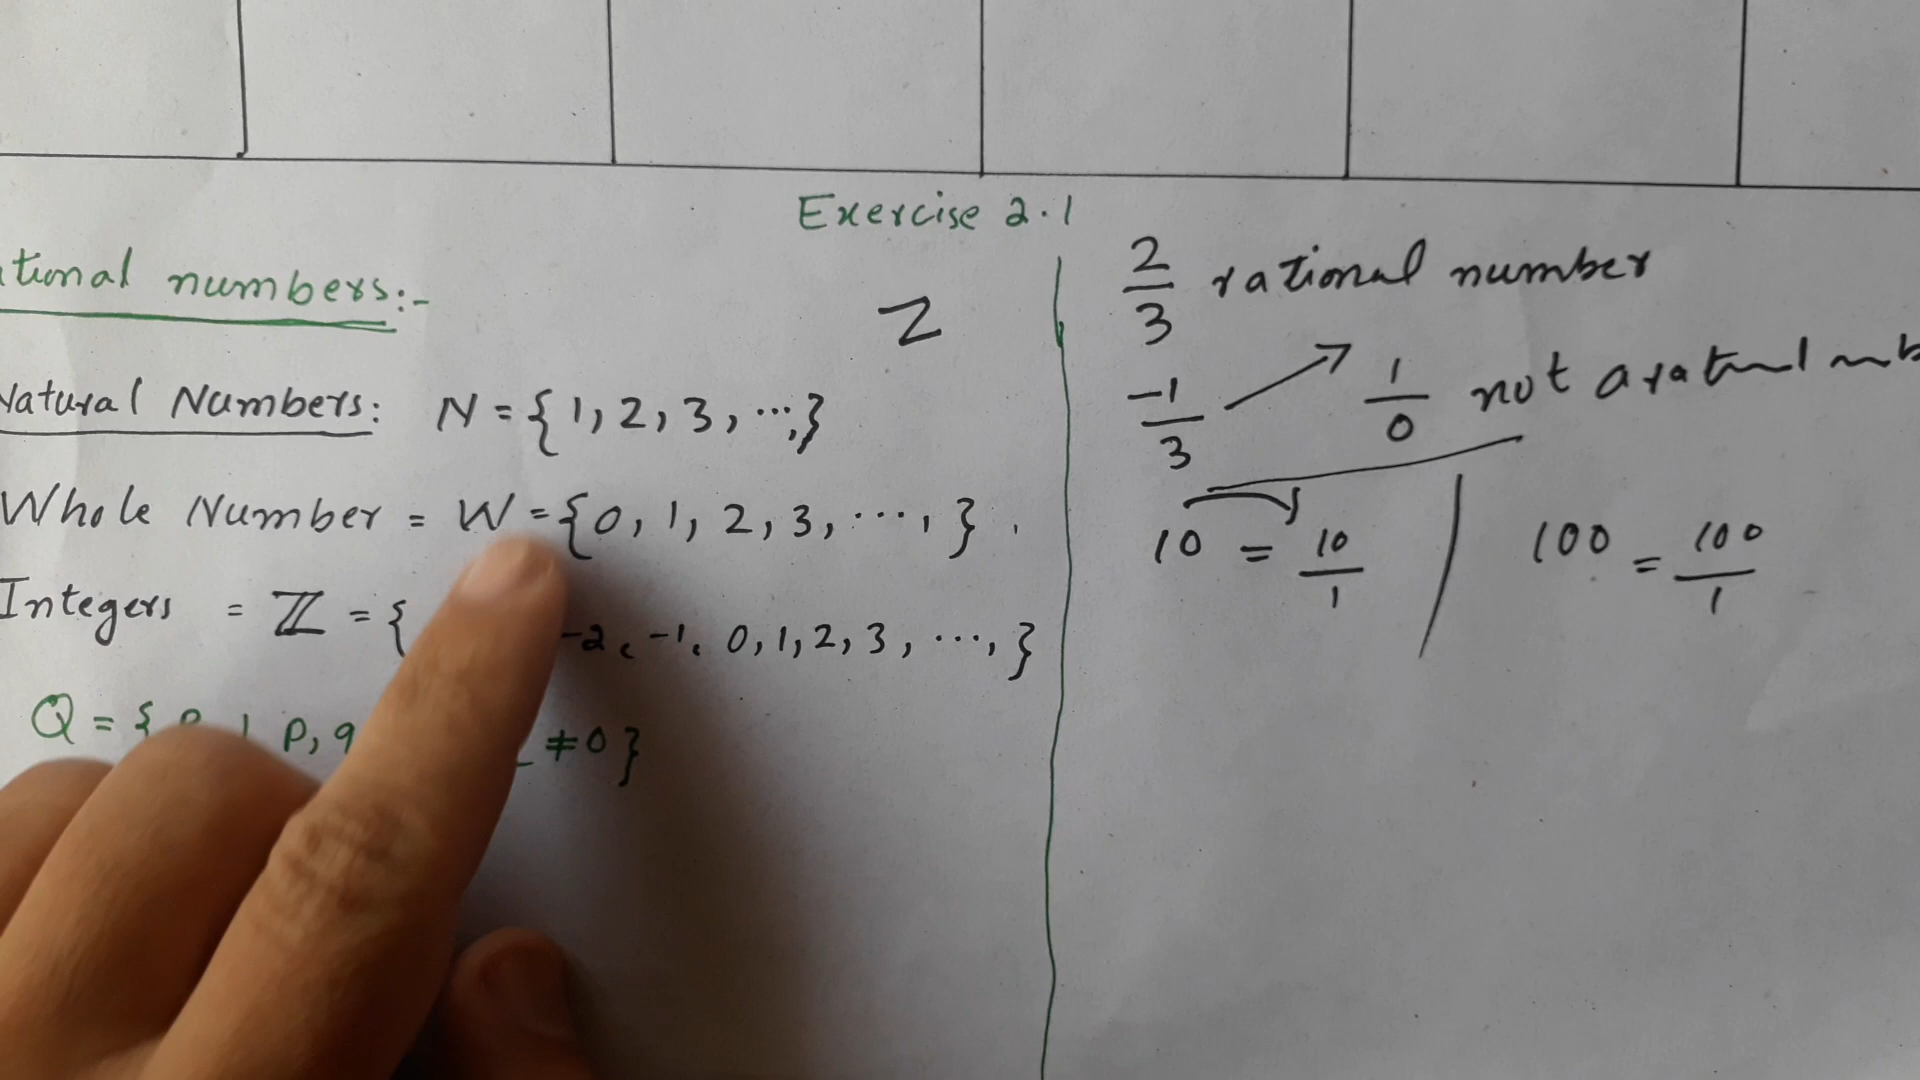 Exercise 2.1
tional numbers:-
Z
Natural Numbers: N = {1, 2, 3, ...,}
Whole Number = W = {0, 1, 2, 3, ..., }
Integers = ℤ = { -2, -1, 0, 1, 2, 3, ..., }
Q = { P | P, q ≠ 0 }
2/3 rational number
-1/3
1/0 not a
10 = 10/1
100 = 100/1